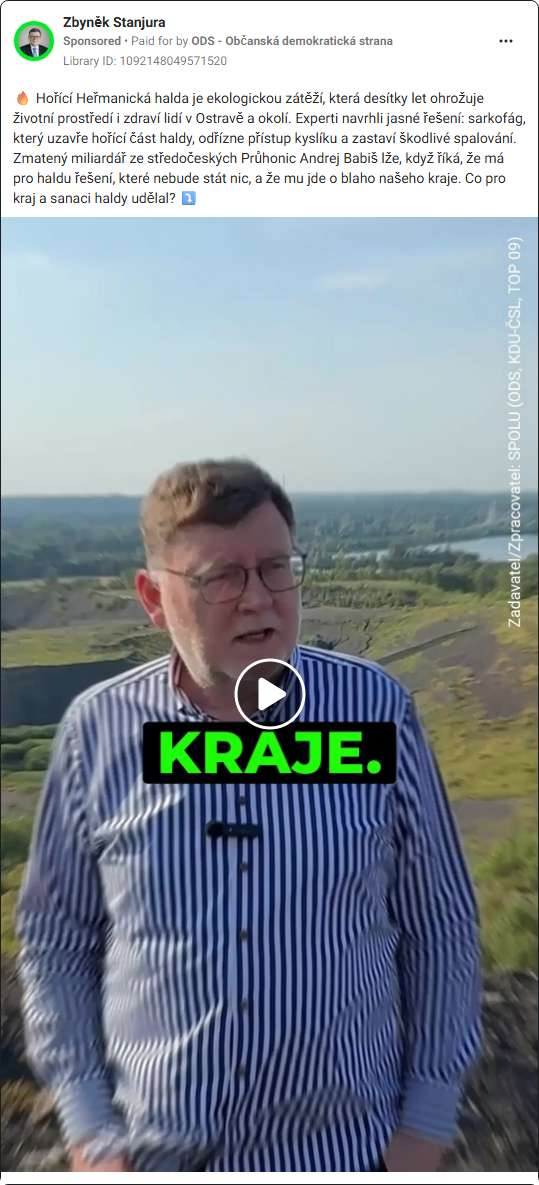 Zbyněk Stanjura
Sponsored • Paid for by ODS - Občanská demokratická strana
Library ID: 1092148049571520
🔥 Hořící Heřmanická halda je ekologickou zátěží, která desítky let ohrožuje
životní prostředí i zdraví lidí v Ostravě a okolí. Experti navrhli jasné řešení: sarkofág,
který uzavře hořící část haldy, odřízne přístup kyslíku a zastaví škodlivé spalování.
Zmatený miliardář ze středočeských Průhonic Andrej Babiš lže, když říká, že má
pro haldu řešení, které nebude stát nic, a že mu jde o blaho našeho kraje. Co pro
kraj a sanaci haldy udělal? ⤵️
Zadavatel/Zpracovatel: SPOLU (ODS, KDU-ČSL, TOP 09)
KRAJE.